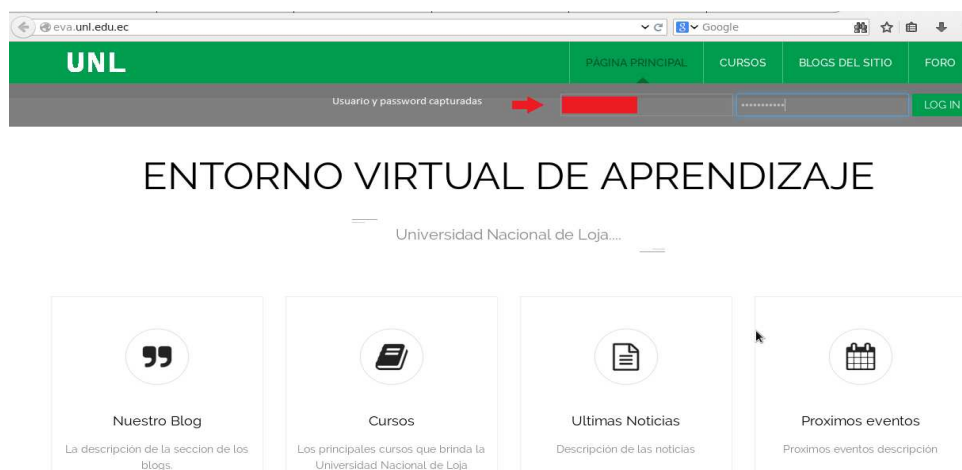 eva.unl.edu.ec
Google
UNL
PÁGINA PRINCIPAL
CURSOS
BLOGS DEL SITIO
FORO
Usuario y password capturadas
LOG IN
ENTORNO VIRTUAL DE APRENDIZAJE
Universidad Nacional de Loja....
Nuestro Blog
Cursos
Ultimas Noticias
Proximos eventos
La descripción de la seccion de los
blogs.
Los principales cursos que brinda la
Universidad Nacional de Loja
Descripción de las noticias
Proximos eventos descripción